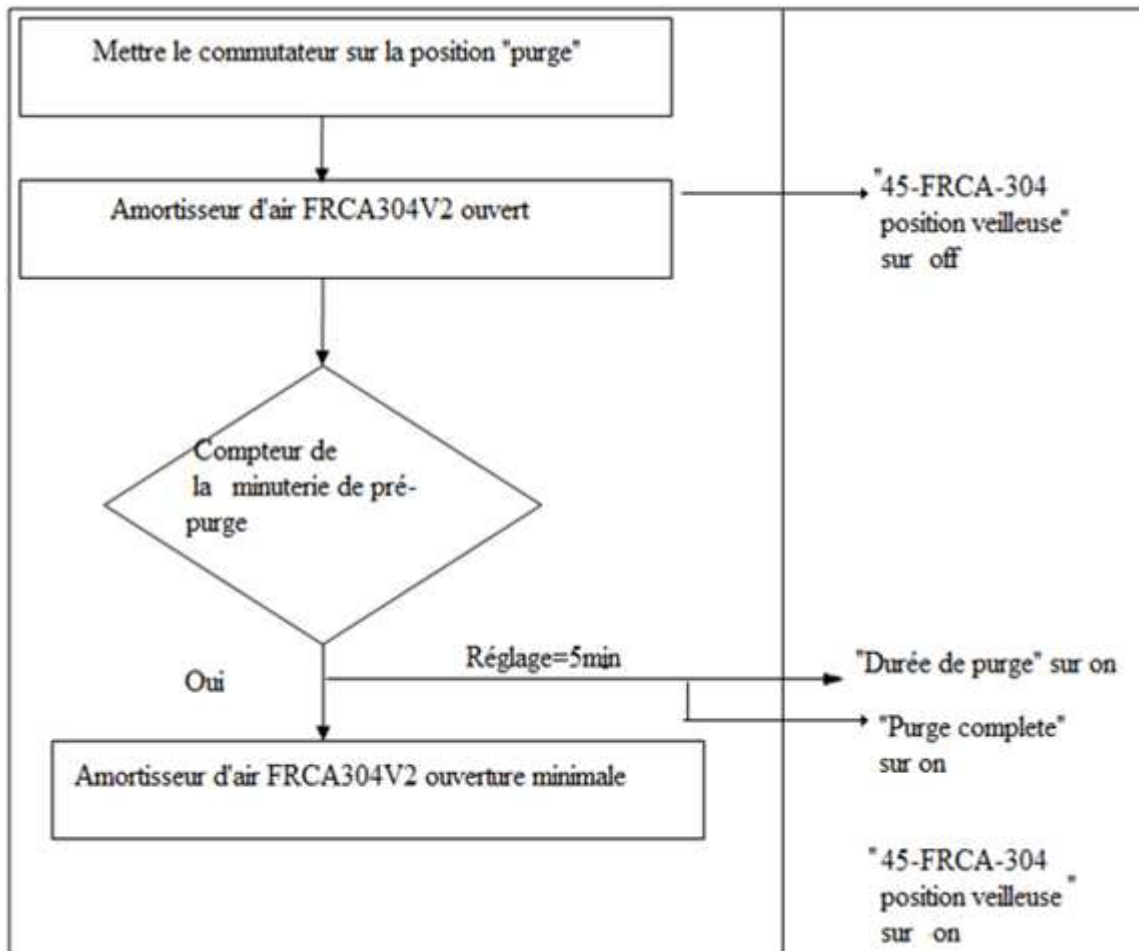 Mettre le commutateur sur la position "purge"
Amortisseur d'air FRCA304V2 ouvert
"45-FRCA-304
position veilleuse"
sur off
Compteur de
la minuterie de pré-
purge
Réglage=5min
Oui
"Durée de purge" sur on
"Purge complete"
sur on
Amortisseur d'air FRCA304V2 ouverture minimale
"45-FRCA-304
position veilleuse"
sur on